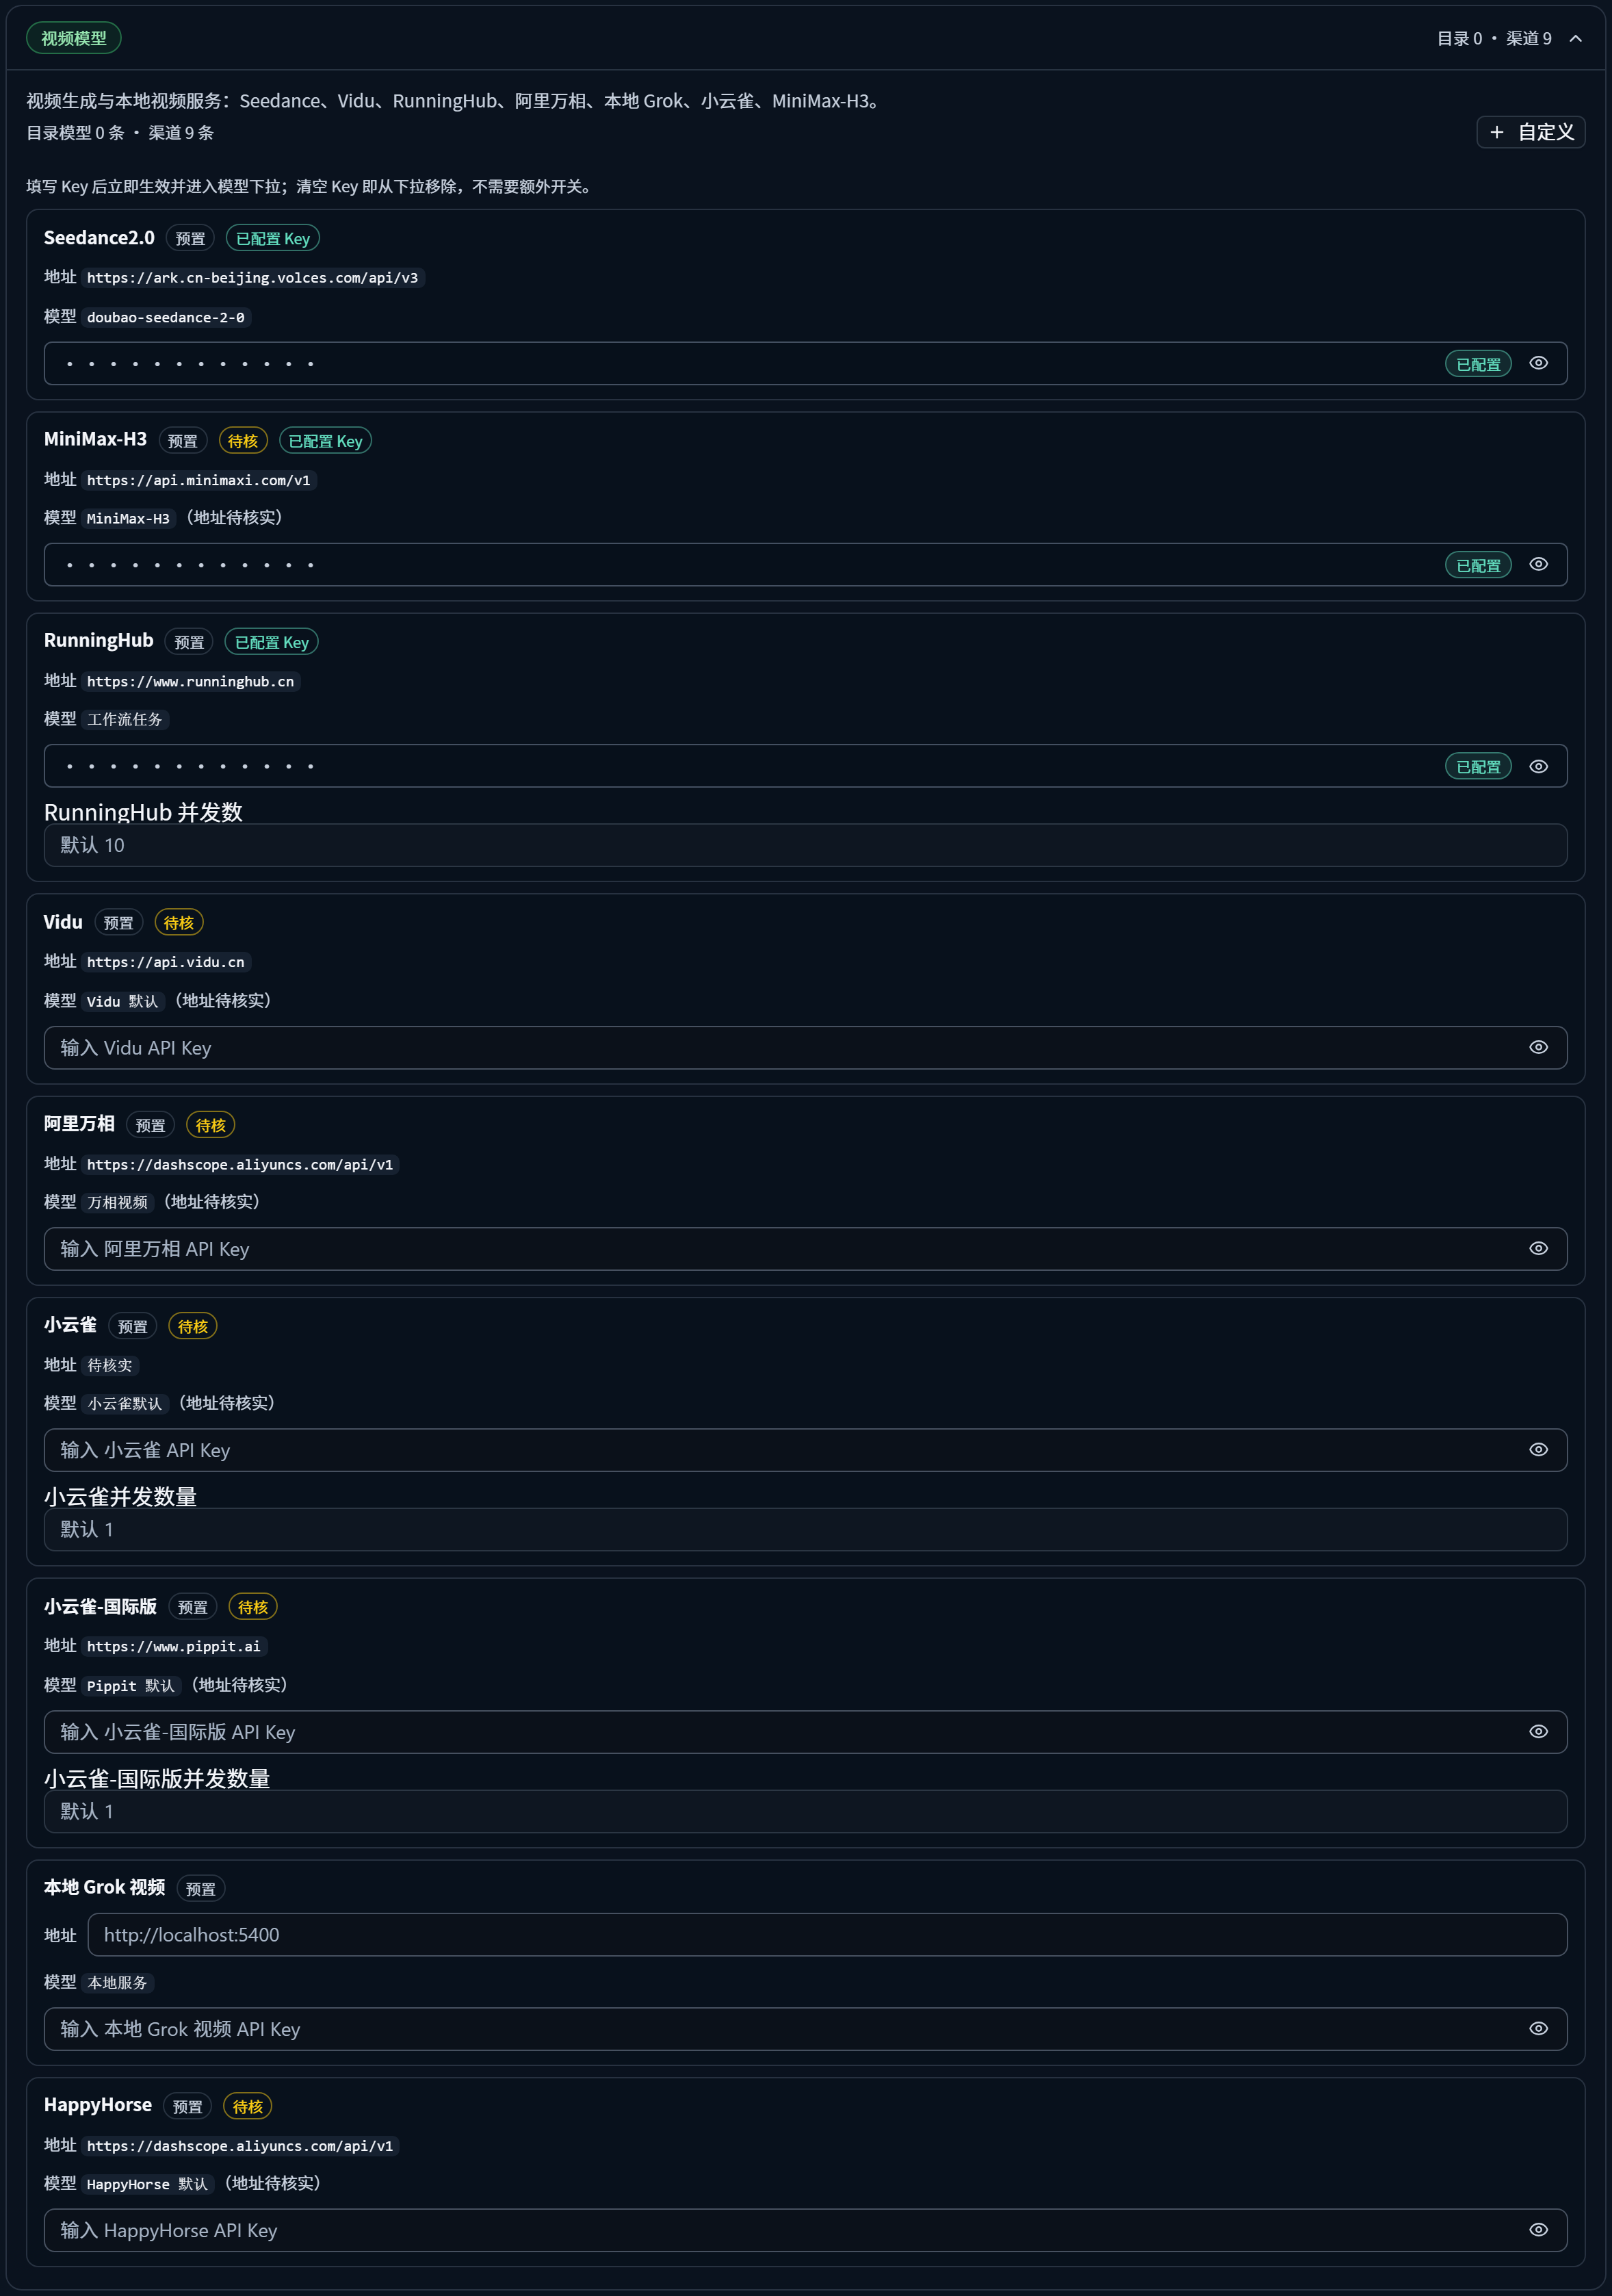 视频模型
目录 0 · 渠道 9
视频生成与本地视频服务：Seedance、Vidu、RunningHub、阿里万相、本地 Grok、小云雀、MiniMax-H3。
目录模型 0 条 · 渠道 9 条
+ 自定义
填写 Key 后立即生效并进入模型下拉；清空 Key 即从下拉移除，不需要额外开关。
Seedance2.0 预置 已配置 Key
地址 https://ark.cn-beijing.volces.com/api/v3
模型 doubao-seedance-2-0
············ 已配置
MiniMax-H3 预置 待核 已配置 Key
地址 https://api.minimaxi.com/v1
模型 MiniMax-H3（地址待核实）
············ 已配置
RunningHub 预置 已配置 Key
地址 https://www.runninghub.cn
模型 工作流任务
············ 已配置
RunningHub 并发数
默认 10
Vidu 预置 待核
地址 https://api.vidu.cn
模型 Vidu 默认（地址待核实）
输入 Vidu API Key
阿里万相 预置 待核
地址 https://dashscope.aliyuncs.com/api/v1
模型 万相视频（地址待核实）
输入 阿里万相 API Key
小云雀 预置 待核
地址 待核实
模型 小云雀默认（地址待核实）
输入 小云雀 API Key
小云雀并发数量
默认 1
小云雀-国际版 预置 待核
地址 https://www.pippit.ai
模型 Pippit 默认（地址待核实）
输入 小云雀-国际版 API Key
小云雀-国际版并发数量
默认 1
本地 Grok 视频 预置
地址 http://localhost:5400
模型 本地服务
输入 本地 Grok 视频 API Key
HappyHorse 预置 待核
地址 https://dashscope.aliyuncs.com/api/v1
模型 HappyHorse 默认（地址待核实）
输入 HappyHorse API Key